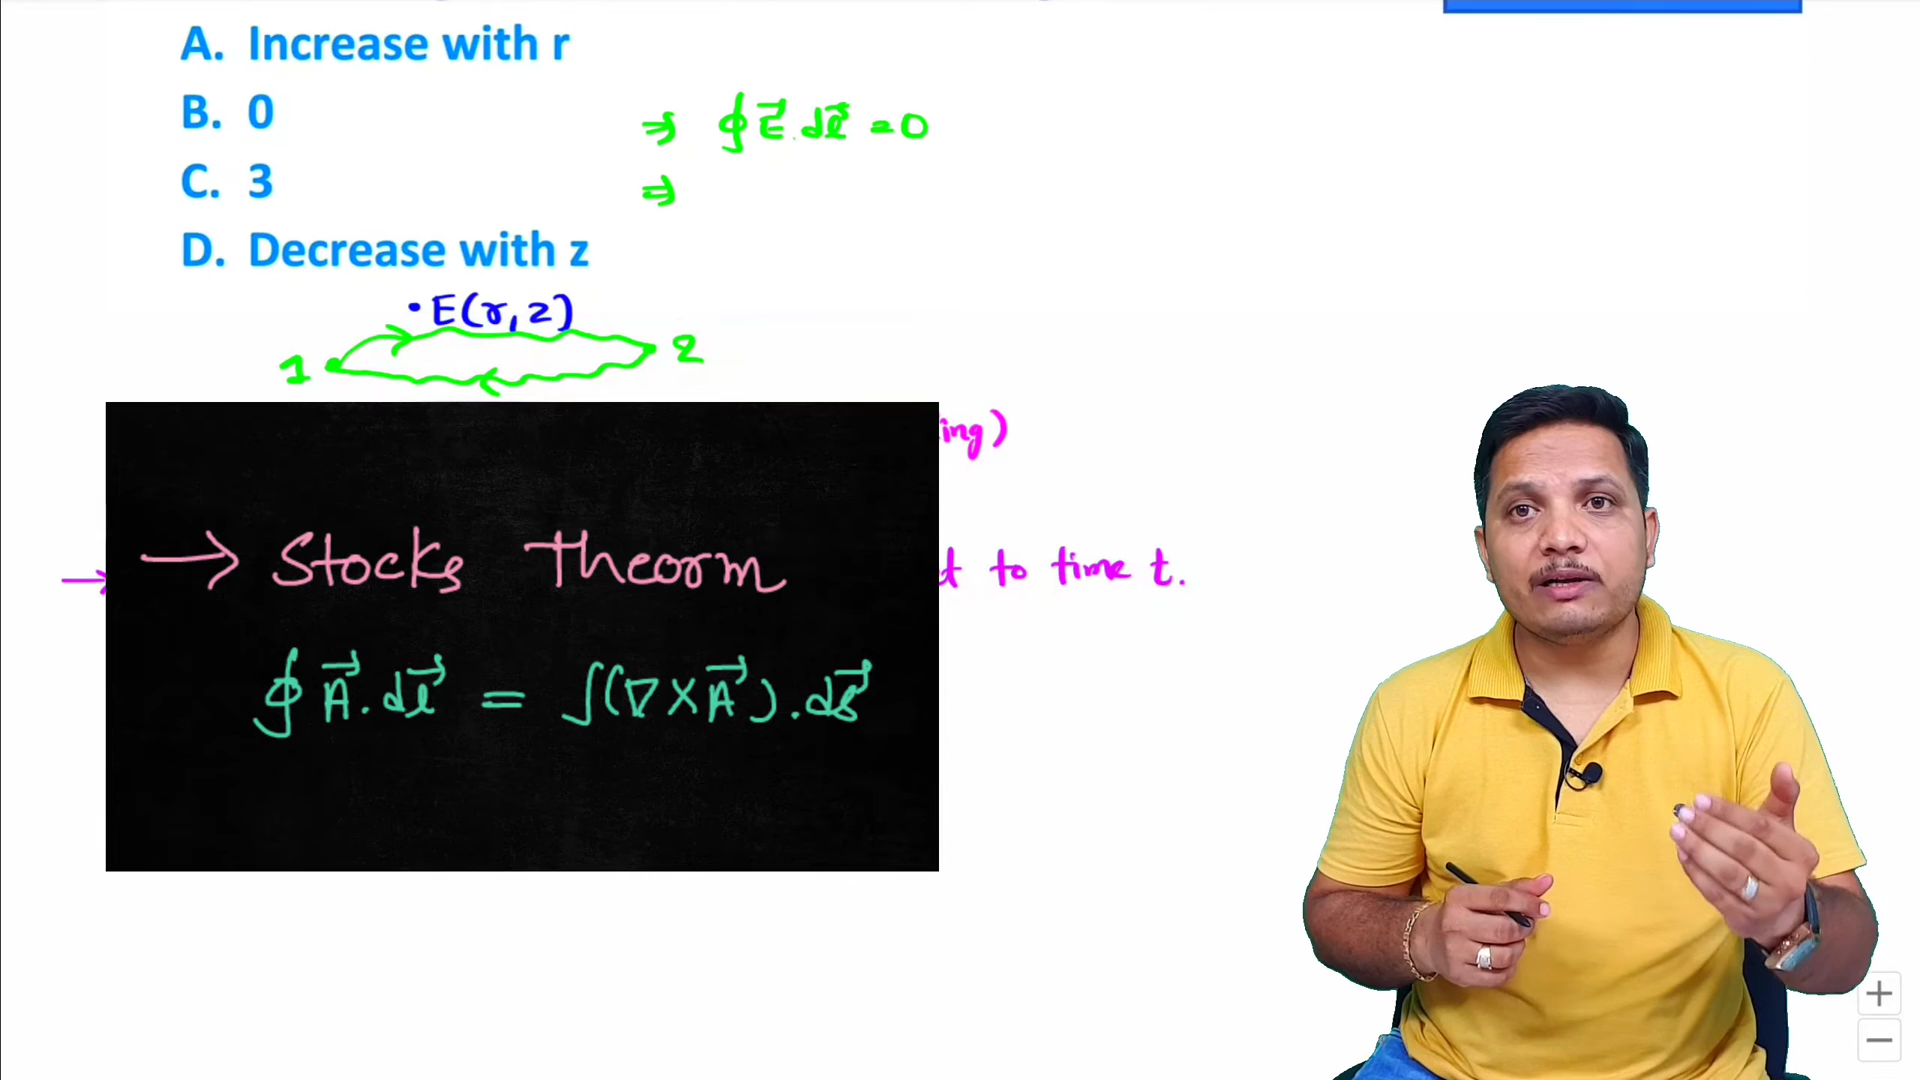 A. Increase with r
B. 0
⇒ ∮E⃗.dl⃗ = 0
C. 3
⇒
D. Decrease with z
• E(r,z)
1
2
ing)
→ Stocks Theorm
→
to time t.
∮ A⃗.dl⃗ = ∫(∇×A⃗).ds⃗